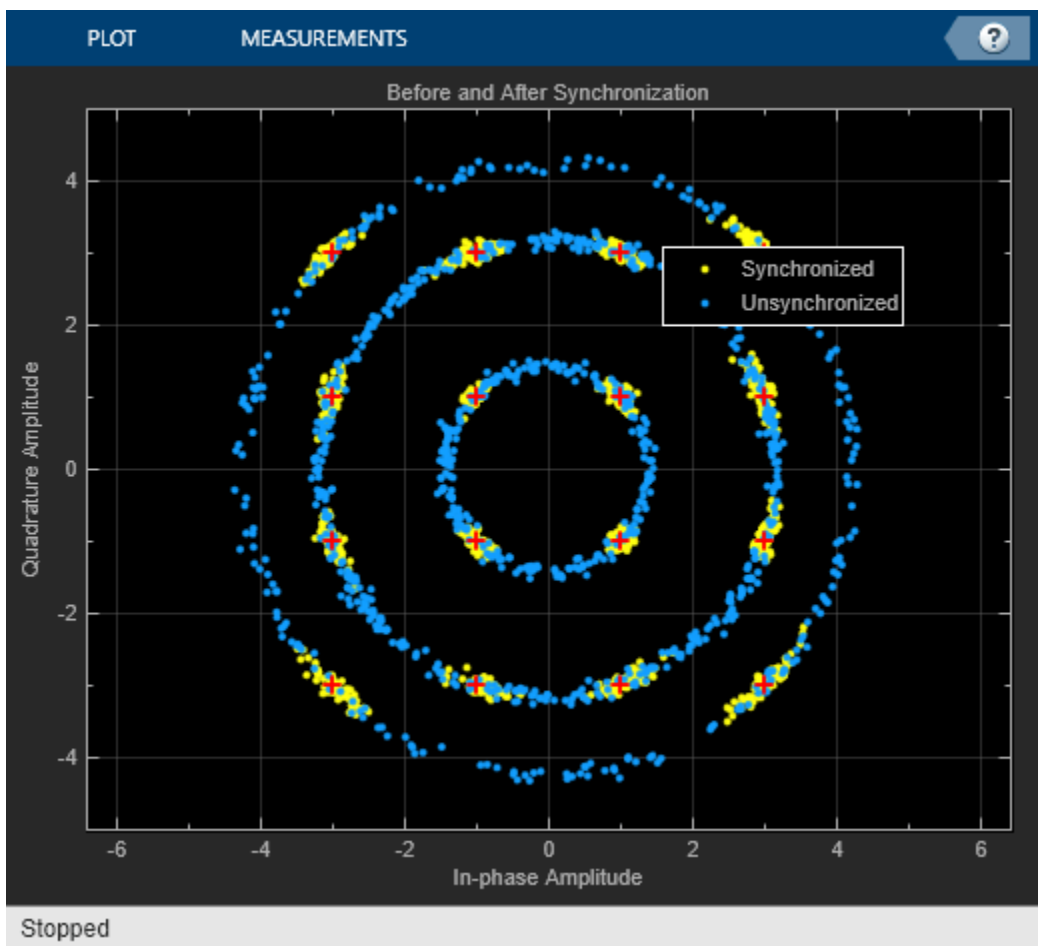 PLOT MEASUREMENTS ?
Before and After Synchronization
4
2
0
-2
-4
Quadrature Amplitude
Synchronized
Unsynchronized
-6 -4 -2 0 2 4 6
In-phase Amplitude
Stopped